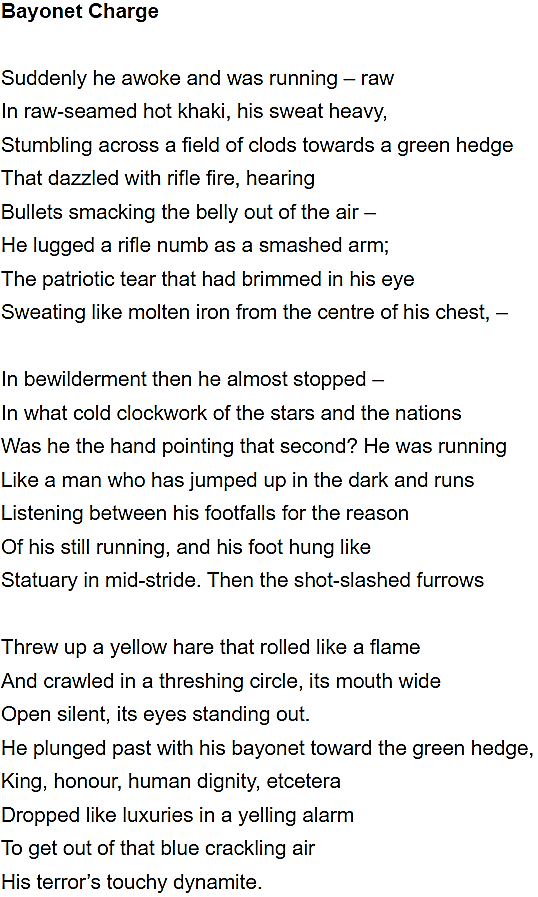 Bayonet Charge
Suddenly he awoke and was running – raw
In raw-seamed hot khaki, his sweat heavy,
Stumbling across a field of clods towards a green hedge
That dazzled with rifle fire, hearing
Bullets smacking the belly out of the air –
He lugged a rifle numb as a smashed arm;
The patriotic tear that had brimmed in his eye
Sweating like molten iron from the centre of his chest, –
In bewilderment then he almost stopped –
In what cold clockwork of the stars and the nations
Was he the hand pointing that second? He was running
Like a man who has jumped up in the dark and runs
Listening between his footfalls for the reason
Of his still running, and his foot hung like
Statuary in mid-stride. Then the shot-slashed furrows
Threw up a yellow hare that rolled like a flame
And crawled in a threshing circle, its mouth wide
Open silent, its eyes standing out.
He plunged past with his bayonet toward the green hedge,
King, honour, human dignity, etcetera
Dropped like luxuries in a yelling alarm
To get out of that blue crackling air
His terror’s touchy dynamite.